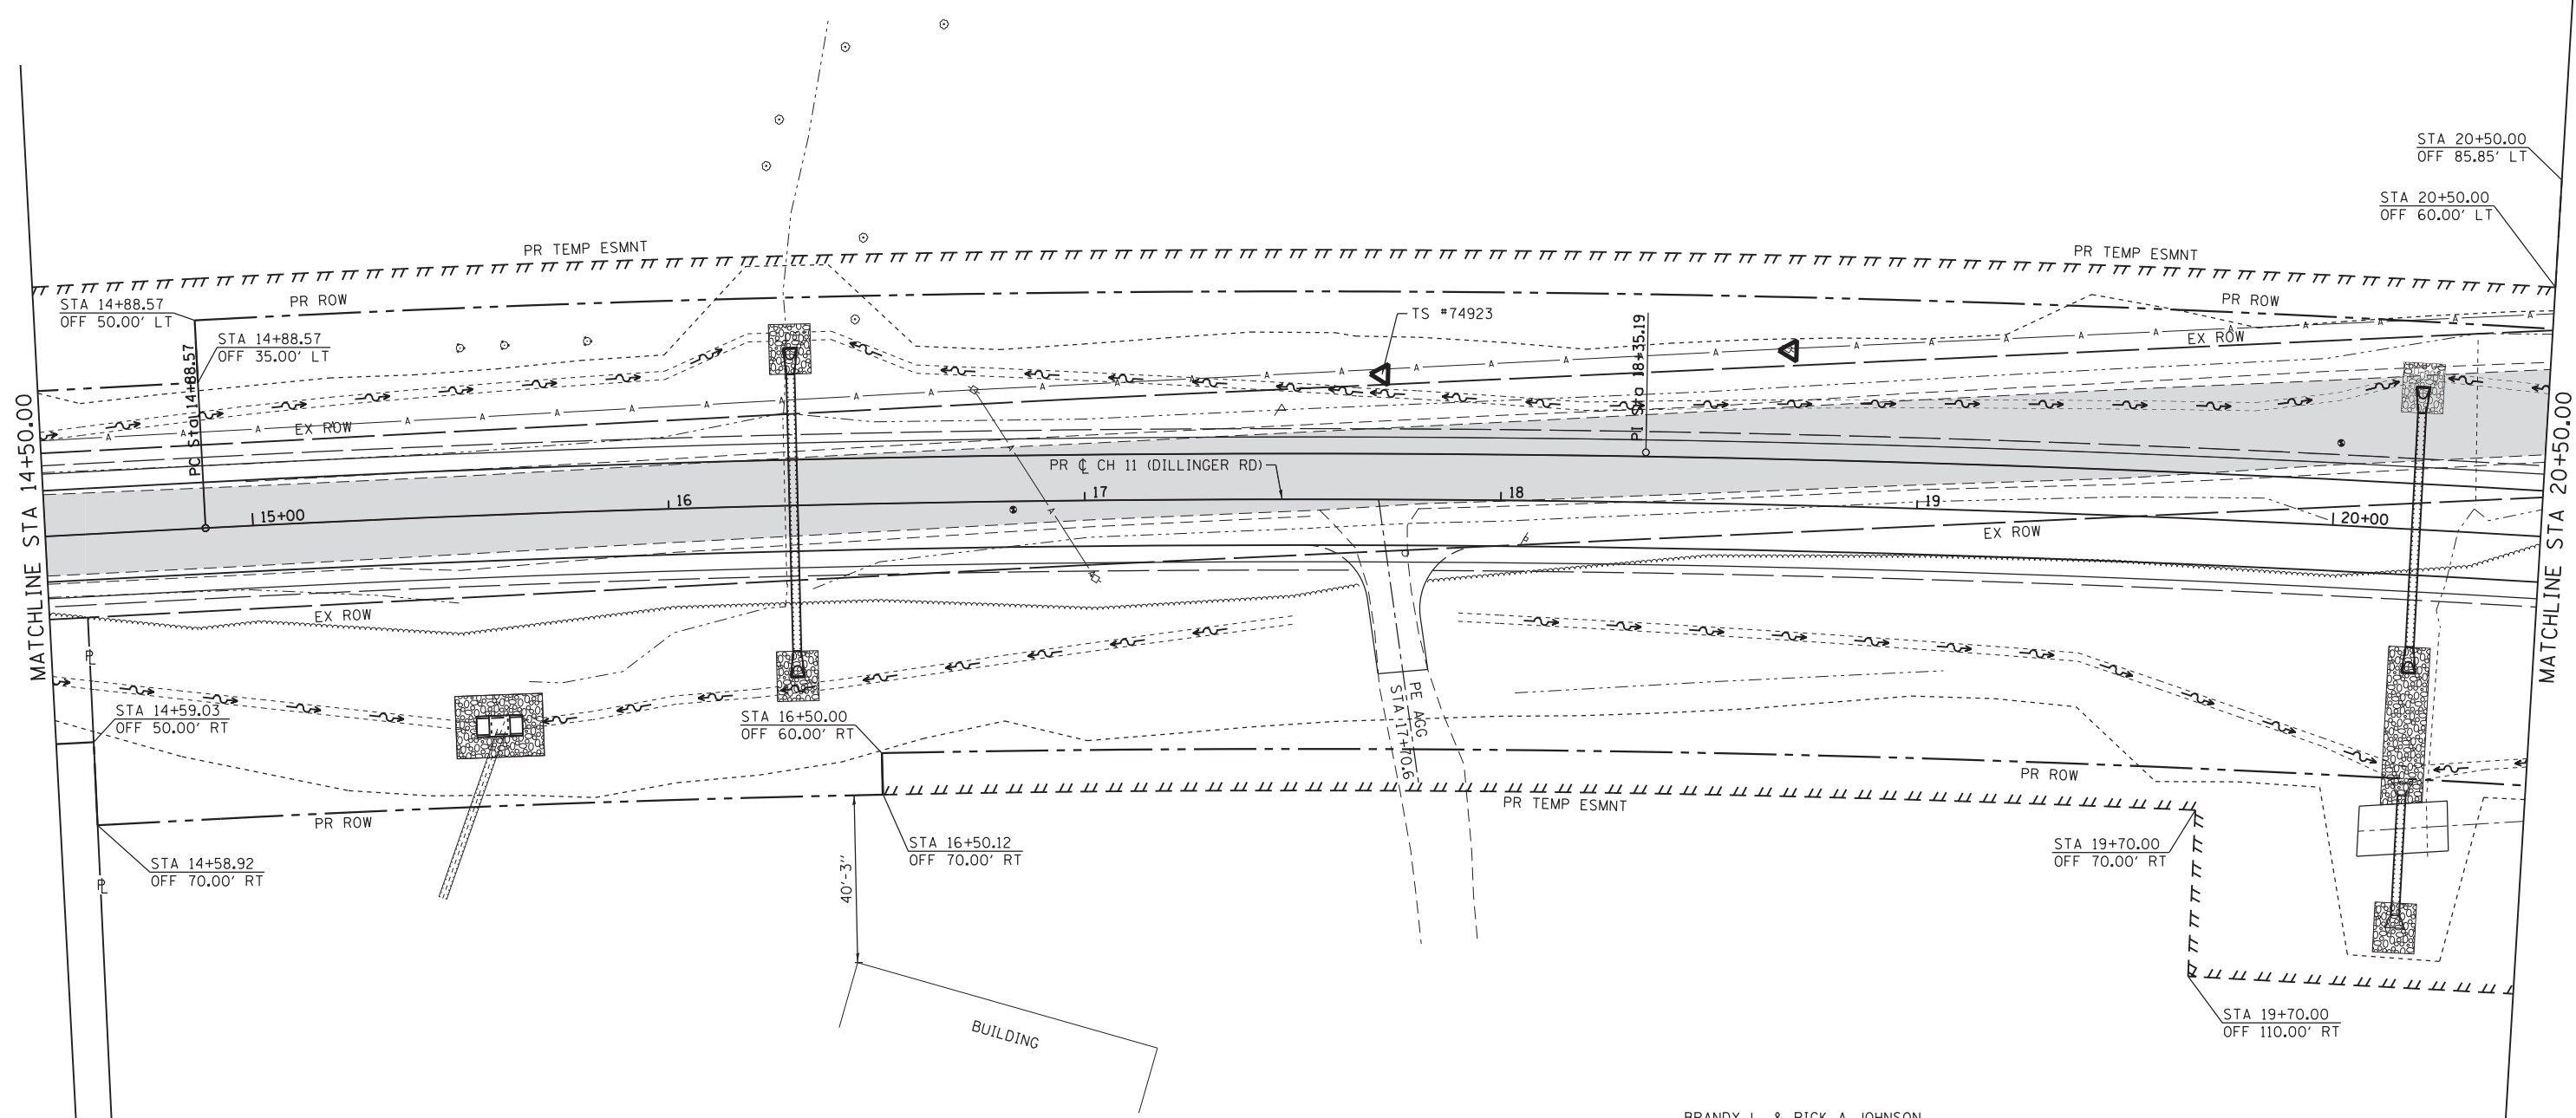 STA 20+50.00
OFF 85.85' LT
STA 20+50.00
OFF 60.00' LT
PR TEMP ESMNT
PR TEMP ESMNT
STA 14+88.57
OFF 50.00' LT
PR ROW
PR ROW
TS #74923
STA 14+88.57
OFF 35.00' LT
EX ROW
PI Sta 18+35.19
PC Sta 14+88.57
MATCHLINE STA 14+50.00
MATCHLINE STA 20+50.00
EX ROW
A A A A A A A A A A A A A A A A A A A A A A A A A A A
PR ℄ CH 11 (DILLINGER RD)
15+00
16
17
18
19
20+00
EX ROW
EX ROW
PL
STA 14+59.03
OFF 50.00' RT
STA 16+50.00
OFF 60.00' RT
PE AGG
STA 17+70.6
PR ROW
PR TEMP ESMNT
PR ROW
STA 14+58.92
OFF 70.00' RT
PL
40'-3"
STA 16+50.12
OFF 70.00' RT
STA 19+70.00
OFF 70.00' RT
STA 19+70.00
OFF 110.00' RT
BUILDING
BRANDY L. & RICK A JOHNSON